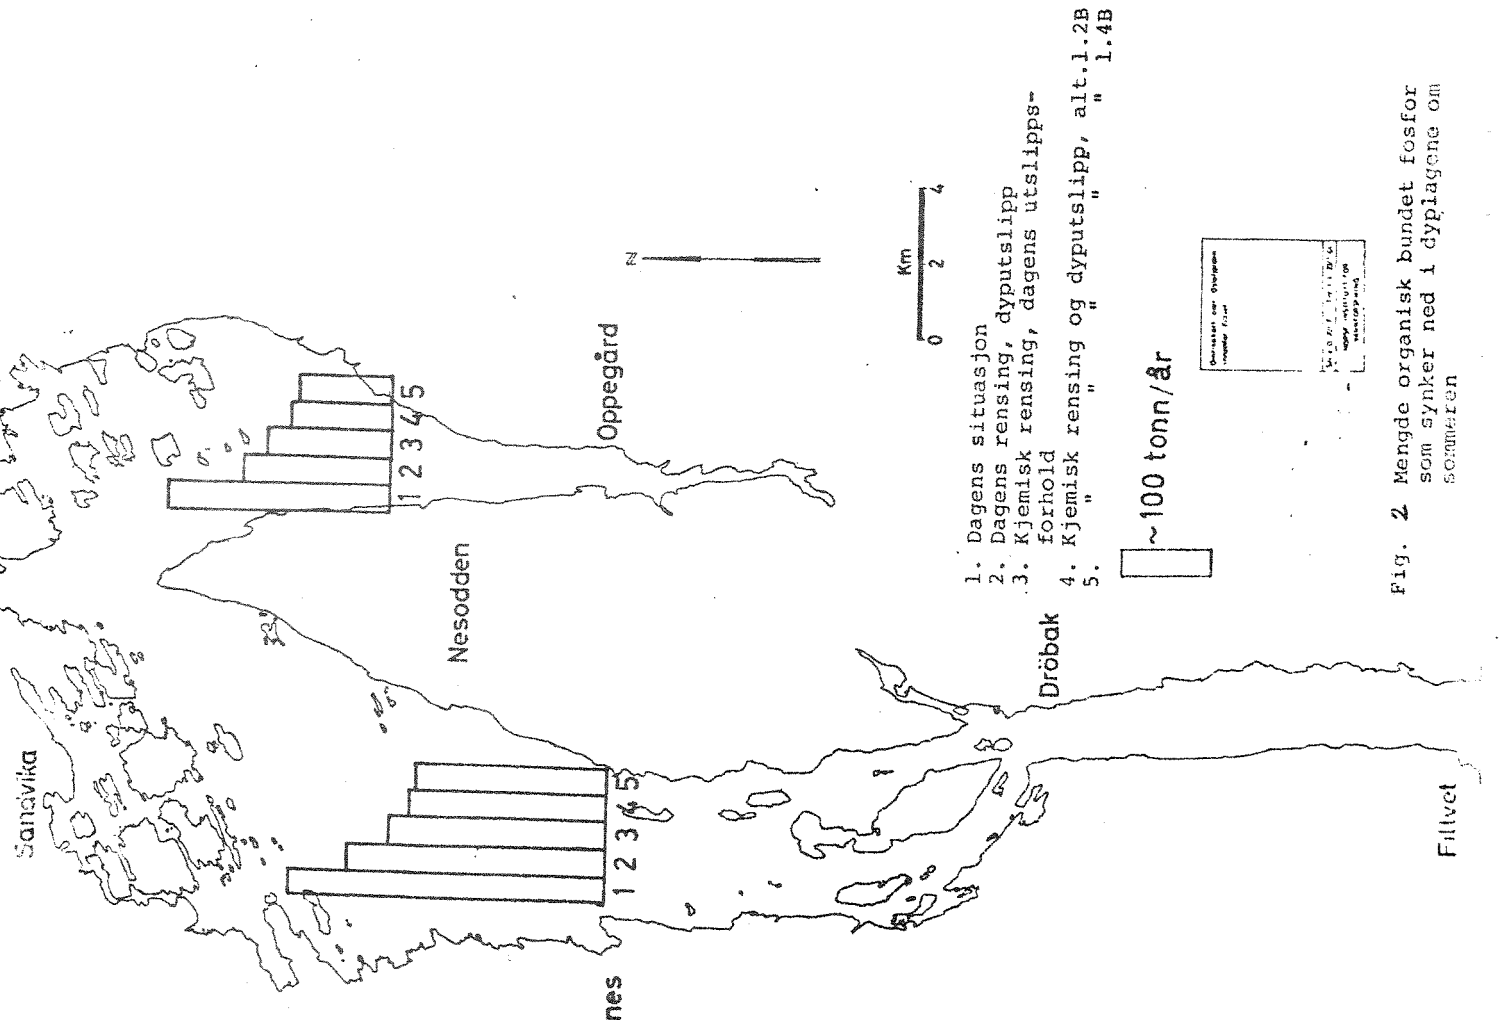 Sandvika
Nesodden
Oppegård
1 2 3 4 5
1 2 3 4 5
nes
Dröbak
Filtvet
N
Km
0 2 4
1. Dagens situasjon
2. Dagens rensing, dyputslipp
3. Kjemisk rensing, dagens utslipps-
forhold
4. Kjemisk rensing og dyputslipp, alt.1.2B
5. " " " " 1.4B
~100 tonn/år
Fig. 2 Mengde organisk bundet fosfor
som synker ned i dyplagene om
sommeren